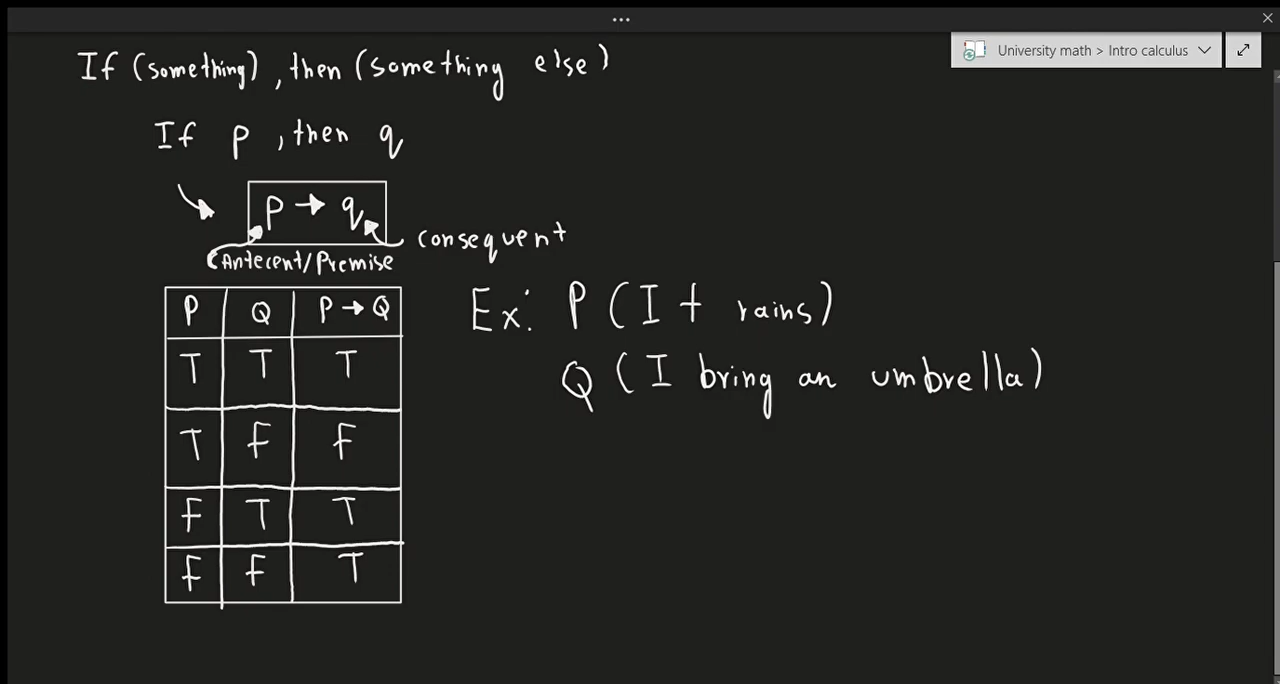 ...
University math > Intro calculus
If (something), then (something else)
If p, then q
p → q
consequent
(Antecent/Premise
P Q P → Q
T T T
T F F
F T T
F F T
Ex: P (It rains)
Q (I bring an umbrella)